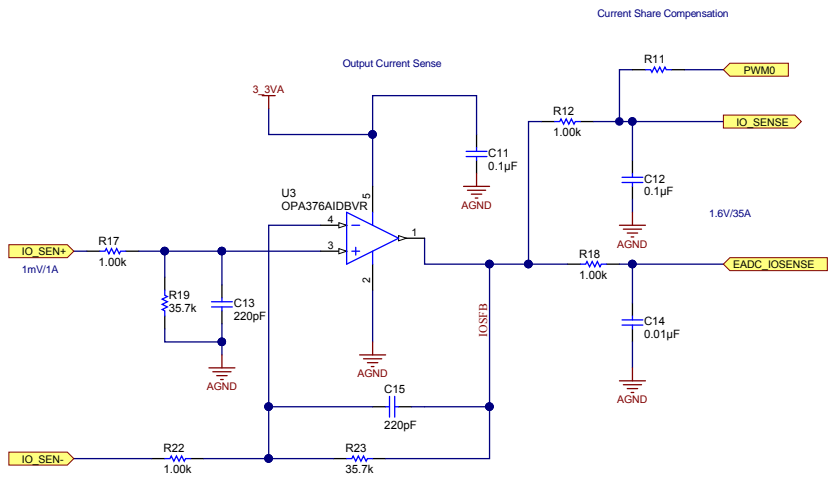 Current Share Compensation
Output Current Sense
R11
PWM0
3_3VA
R12
1.00k
IO_SENSE
C11
0.1µF
AGND
C12
0.1µF
AGND
U3
OPA376AIDBVR
5
4
1
3
2
1.6V/35A
IO_SEN+
1mV/1A
R17
1.00k
R18
1.00k
EADC_IOSENSE
R19
35.7k
C13
220pF
AGND
AGND
IOSFB
C14
0.01µF
AGND
C15
220pF
IO_SEN-
R22
1.00k
R23
35.7k